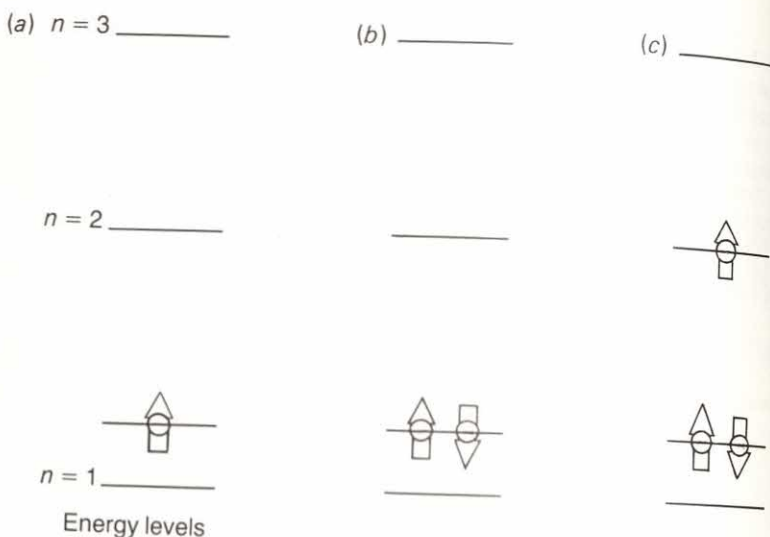 (a) n = 3
(b)
(c)
n = 2
n = 1
Energy levels